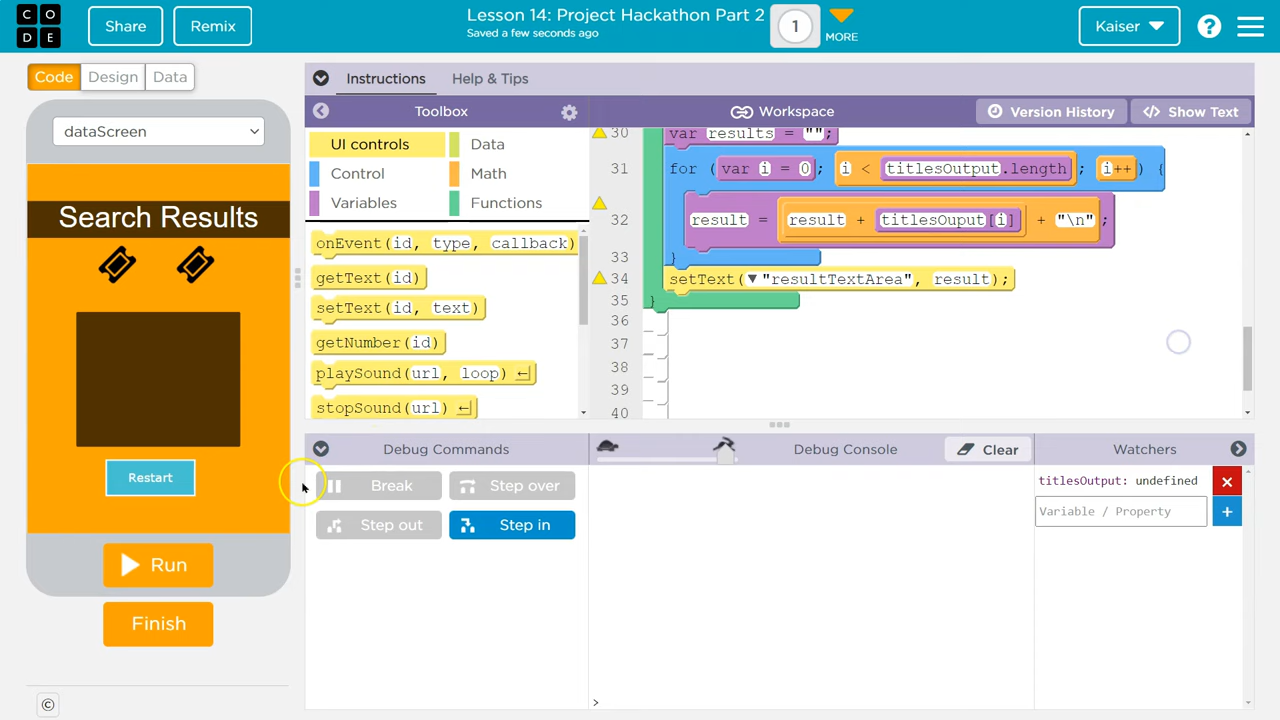 C O
D E
Share
Remix
Lesson 14: Project Hackathon Part 2
Saved a few seconds ago
1
MORE
Kaiser
?
Code
Design
Data
Instructions
Help & Tips
Toolbox
Workspace
Version History
</> Show Text
dataScreen
Search Results
Restart
Run
Finish
©
UI controls
Data
Control
Math
Variables
Functions
onEvent(id, type, callback)
getText(id)
setText(id, text)
getNumber(id)
playSound(url, loop)
stopSound(url)
30 var results = "";
31 for (var i = 0; i < titlesOutput.length; i++) {
32 result = result + titlesOuput[i] + "\n";
33 }
34 setText("resultTextArea", result);
35 }
36
37
38
39
40
Debug Commands
Debug Console
Clear
Watchers
Break
Step over
Step out
Step in
titlesOutput: undefined
Variable / Property
>